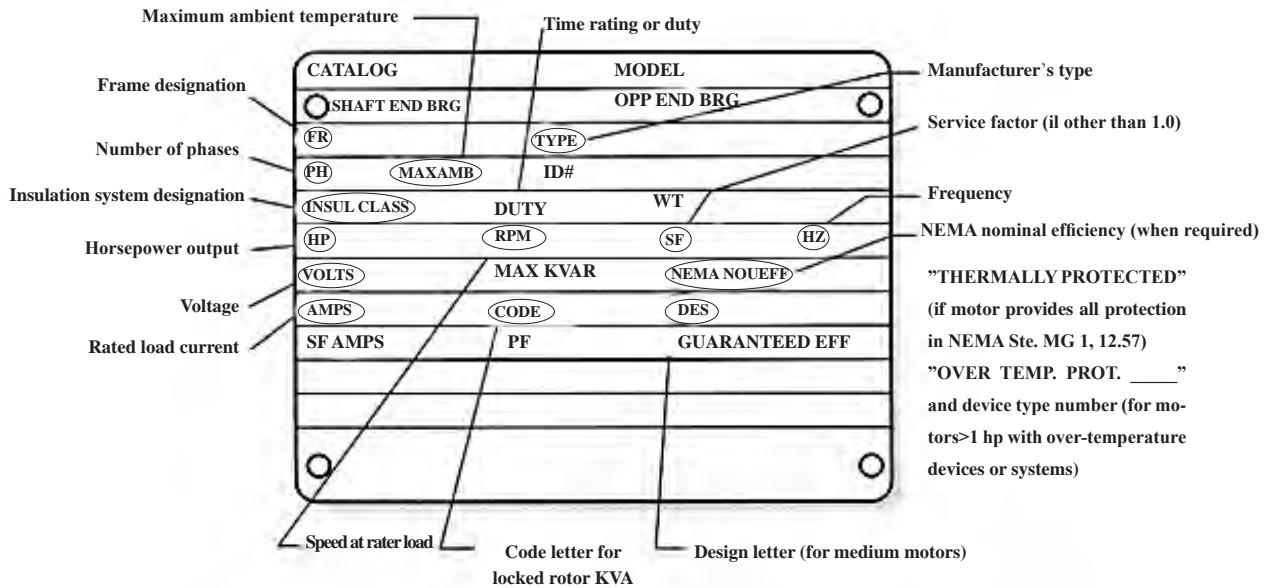 Maximum ambient temperature
Time rating or duty
CATALOG MODEL
Manufacturer's type
Frame designation
SHAFT END BRG OPP END BRG
Service factor (il other than 1.0)
FR TYPE
Number of phases
PH MAXAMB ID#
Insulation system designation
INSUL CLASS DUTY WT
Frequency
HP RPM SF HZ
Horsepower output
NEMA nominal efficiency (when required)
VOLTS MAX KVAR NEMA NOUEFF
Voltage
AMPS CODE DES
Rated load current
SF AMPS PF GUARANTEED EFF
”THERMALLY PROTECTED”
(if motor provides all protection
in NEMA Ste. MG 1, 12.57)
”OVER TEMP. PROT. _____”
and device type number (for mo-
tors>1 hp with over-temperature
devices or systems)
Speed at rater load
Code letter for
locked rotor KVA
Design letter (for medium motors)